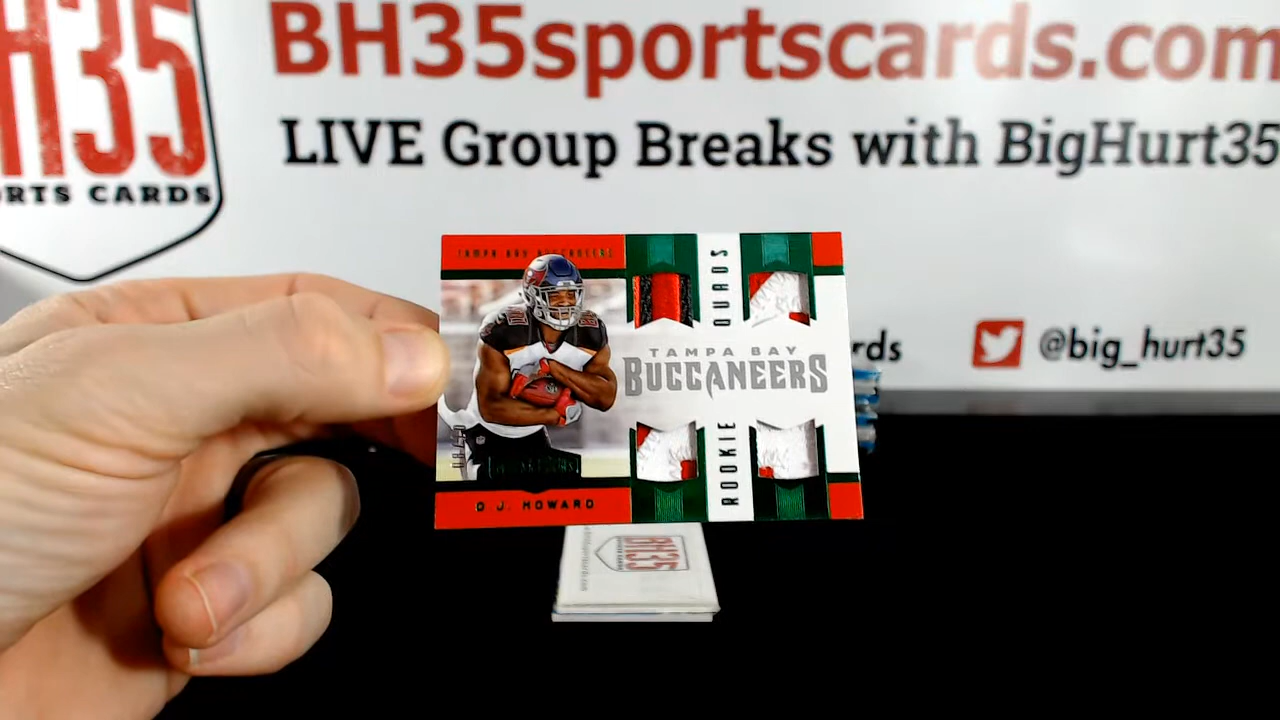 H35
RTS CARDS
BH35sportscards.com
LIVE Group Breaks with BigHurt35
rds
@big_hurt35
TAMPA BAY BUCCANEERS
QUADS
TAMPA BAY
BUCCANEERS
ROOKIE
O.J. HOWARD
BH35